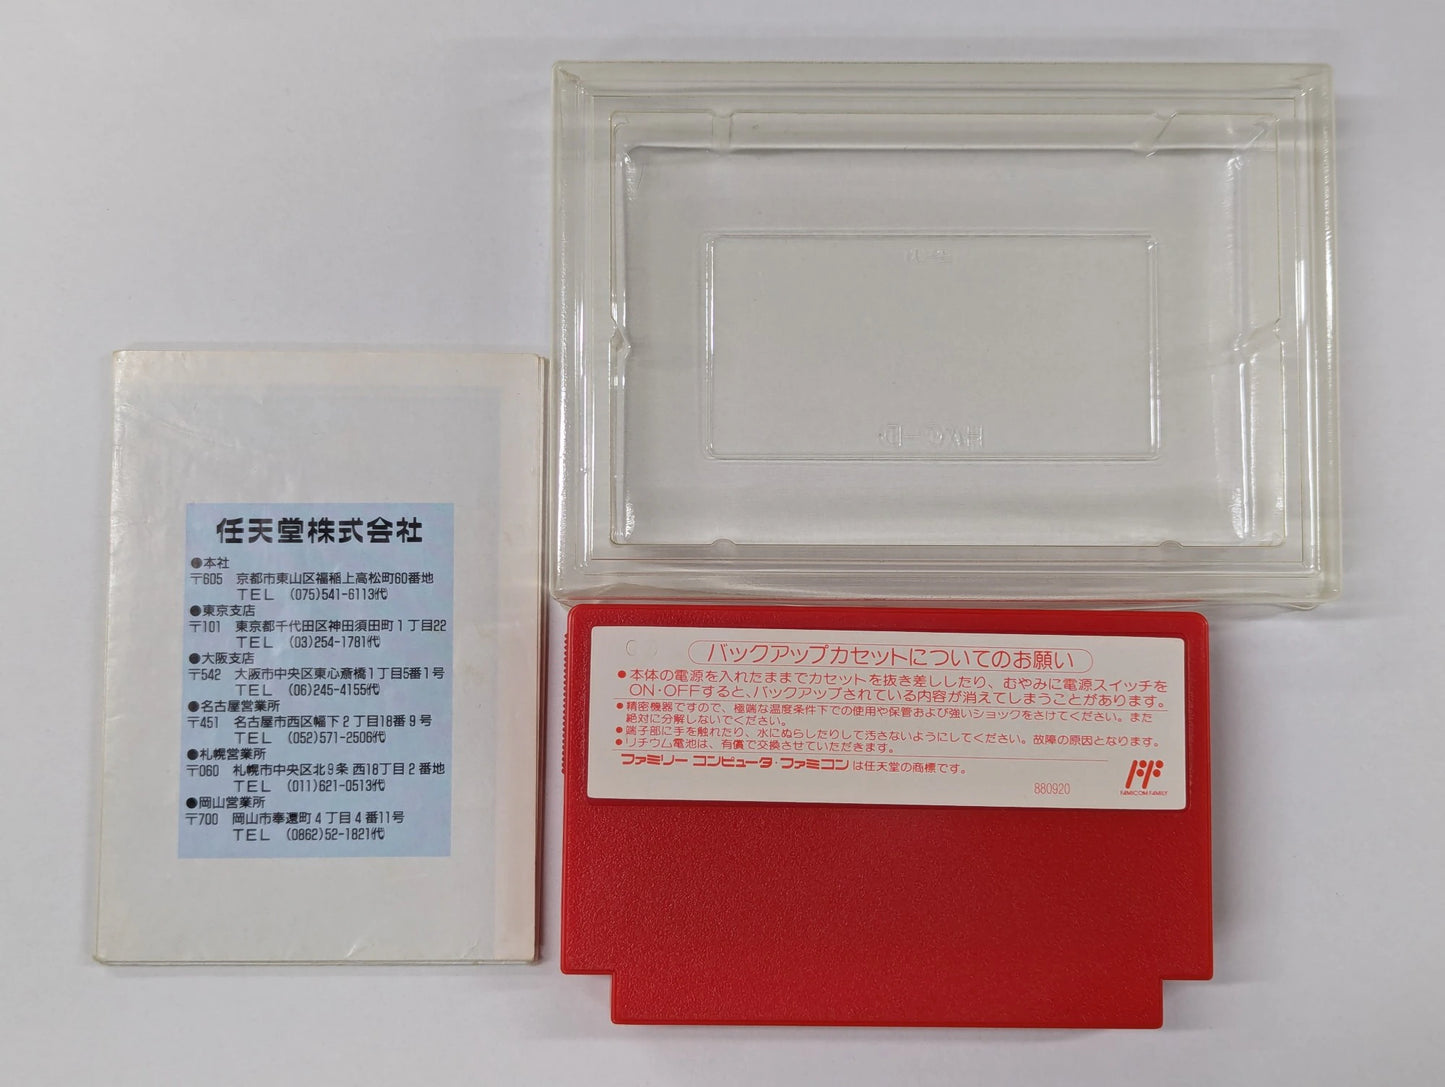 任天堂株式会社
●本社
〒605 京都市東山区福稲上高松町60番地
TEL (075)541-6113代
●東京支店
〒101 東京都千代田区神田須田町1丁目22
TEL (03)254-1781代
●大阪支店
〒542 大阪市中央区東心斎橋1丁目5番1号
TEL (06)245-4155代
●名古屋営業所
〒451 名古屋市西区幅下2丁目18番9号
TEL (052)571-2506代
●札幌営業所
〒060 札幌市中央区北9条西18丁目2番地
TEL (011)621-0513代
●岡山営業所
〒700 岡山市奉還町4丁目4番11号
TEL (0862)52-1821代
バックアップカセットについてのお願い
●本体の電源を入れたままでカセットを抜き差ししたり、むやみに電源スイッチを
ON・OFFすると、バックアップされている内容が消えてしまうことがあります。
●精密機器ですので、極端な温度条件下での使用や保管および強いショックをさけてください。また
絶対に分解しないでください。
●端子部に手を触れたり、水にぬらしたりして汚さないようにしてください。故障の原因となります。
●リチウム電池は、有償で交換させていただきます。
ファミリーコンピュータ・ファミコンは任天堂の商標です。
880920
FAMICOM FAMILY